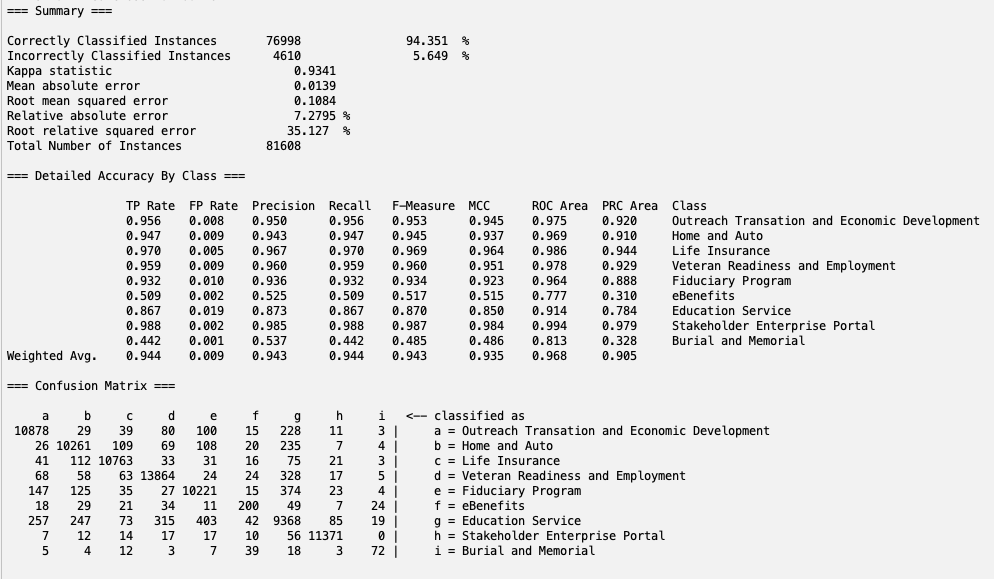 === Summary ===
Correctly Classified Instances 76998 94.351 %
Incorrectly Classified Instances 4610 5.649 %
Kappa statistic 0.9341
Mean absolute error 0.0139
Root mean squared error 0.1084
Relative absolute error 7.2795 %
Root relative squared error 35.127 %
Total Number of Instances 81608
=== Detailed Accuracy By Class ===
TP Rate FP Rate Precision Recall F-Measure MCC ROC Area PRC Area Class
0.956 0.008 0.950 0.956 0.953 0.945 0.975 0.920 Outreach Transation and Economic Development
0.947 0.009 0.943 0.947 0.945 0.937 0.969 0.910 Home and Auto
0.970 0.005 0.967 0.970 0.969 0.964 0.986 0.944 Life Insurance
0.959 0.009 0.960 0.959 0.960 0.951 0.978 0.929 Veteran Readiness and Employment
0.932 0.010 0.936 0.932 0.934 0.923 0.964 0.888 Fiduciary Program
0.509 0.002 0.525 0.509 0.517 0.515 0.777 0.310 eBenefits
0.867 0.019 0.873 0.867 0.870 0.850 0.914 0.784 Education Service
0.988 0.002 0.985 0.988 0.987 0.984 0.994 0.979 Stakeholder Enterprise Portal
0.442 0.001 0.537 0.442 0.485 0.486 0.813 0.328 Burial and Memorial
Weighted Avg. 0.944 0.009 0.943 0.944 0.943 0.935 0.968 0.905
=== Confusion Matrix ===
a b c d e f g h i <-- classified as
10878 29 39 80 100 15 228 11 3 | a = Outreach Transation and Economic Development
26 10261 109 69 108 20 235 7 4 | b = Home and Auto
41 112 10763 33 31 16 75 21 3 | c = Life Insurance
68 58 63 13864 24 24 328 17 5 | d = Veteran Readiness and Employment
147 125 35 27 10221 15 374 23 4 | e = Fiduciary Program
18 29 21 34 11 200 49 7 24 | f = eBenefits
257 247 73 315 403 42 9368 85 19 | g = Education Service
7 12 14 17 17 10 56 11371 0 | h = Stakeholder Enterprise Portal
5 4 12 3 7 39 18 3 72 | i = Burial and Memorial